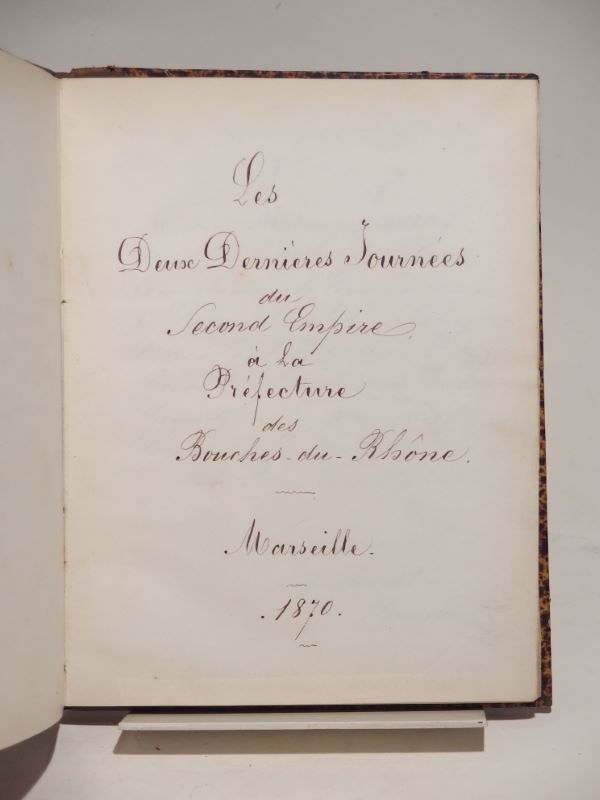 Les
Deux Dernières Journées
du
Second Empire,
à La
Préfecture
des
Bouches-du-Rhône.
Marseille.
.1870.